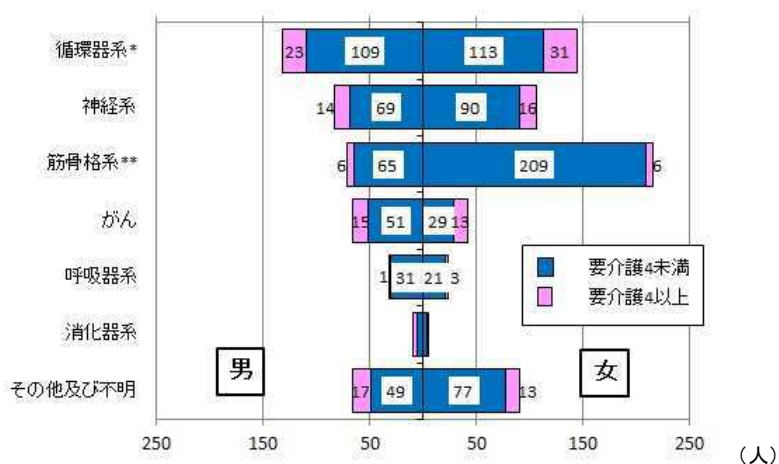 循環器系* 23 109 113 31
神経系 14 69 90 16
筋骨格系** 6 65 209 6
がん 15 51 29 13
呼吸器系 1 31 21 3
消化器系
その他及び不明 17 49 77 13
要介護4未満
要介護4以上
男
女
250 150 50 50 150 250
(人)